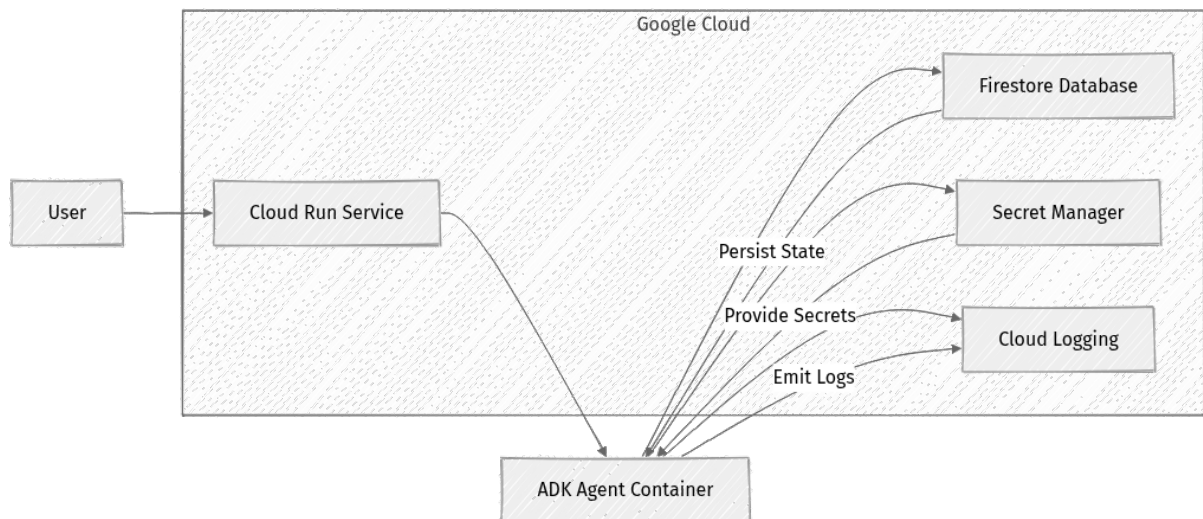 Google Cloud
Firestore Database
User
Cloud Run Service
Secret Manager
Persist State
Provide Secrets
Cloud Logging
Emit Logs
ADK Agent Container